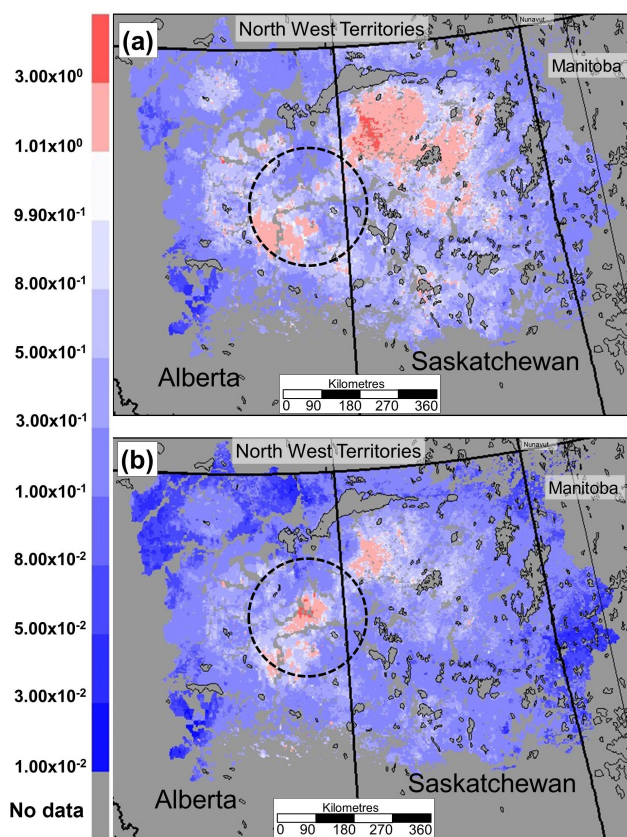 3.00x10⁰
1.01x10⁰
9.90x10⁻¹
8.00x10⁻¹
5.00x10⁻¹
3.00x10⁻¹
1.00x10⁻¹
8.00x10⁻²
5.00x10⁻²
3.00x10⁻²
1.00x10⁻²
No data
(a)
North West Territories
Nunavut
Manitoba
Alberta
Saskatchewan
Kilometres
0 90 180 270 360
(b)
North West Territories
Nunavut
Manitoba
Alberta
Saskatchewan
Kilometres
0 90 180 270 360